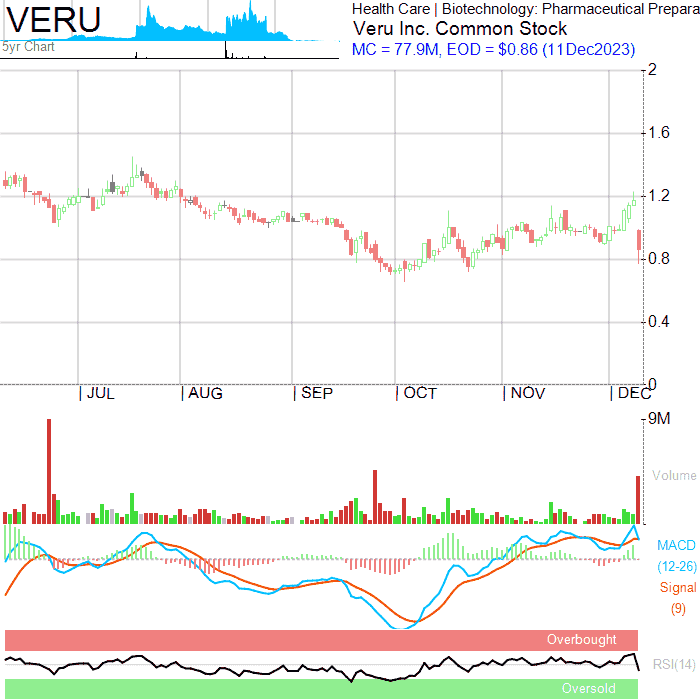 VERU
5yr Chart
Health Care | Biotechnology: Pharmaceutical Prepara
Veru Inc. Common Stock
MC = 77.9M, EOD = $0.86 (11Dec2023)
2
1.6
1.2
0.8
0.4
0
JUL
AUG
SEP
OCT
NOV
DEC
9M
Volume
MACD
(12-26)
Signal
(9)
Overbought
RSI(14)
Oversold